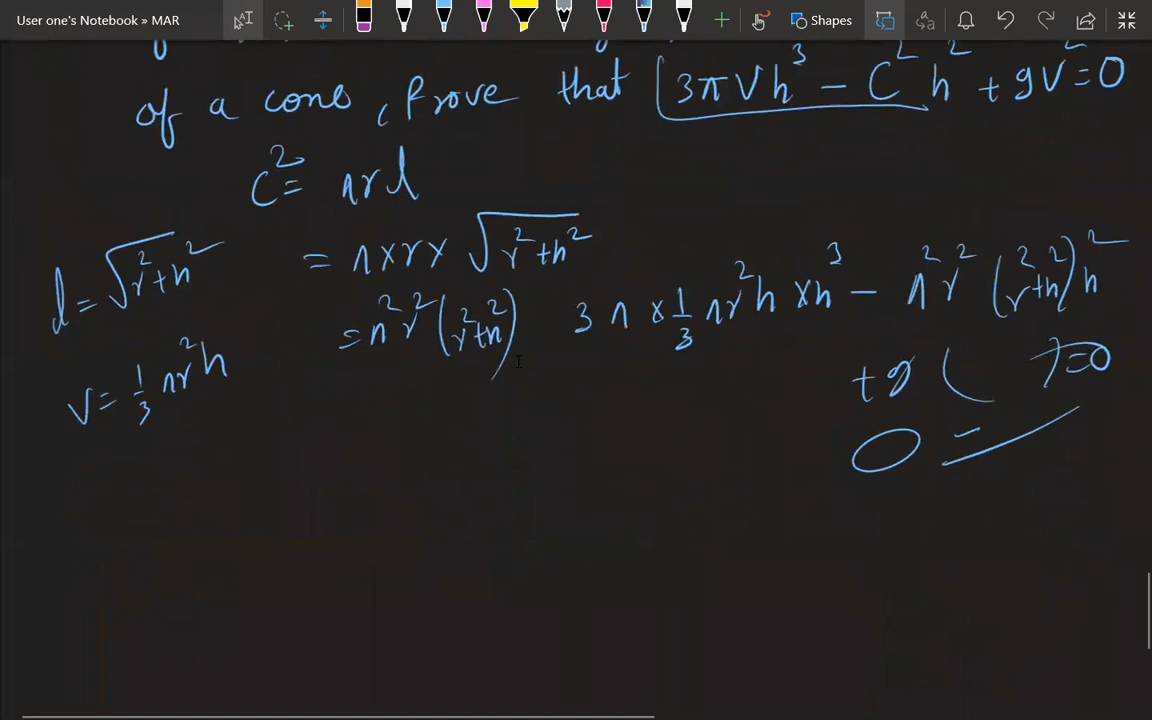 User one's Notebook » MAR
Shapes
of a cone, Prove that 3πVh³ − C²h² + 9V² = 0
C² = πrl
l = √r²+h²
= π×r× √r²+h²
= π²r²(r²+h²)
V = 1/3 πr²h
3π × 1/3 πr²h × h³ − π²r²(r²+h²)h²
+9( )=0
0 =